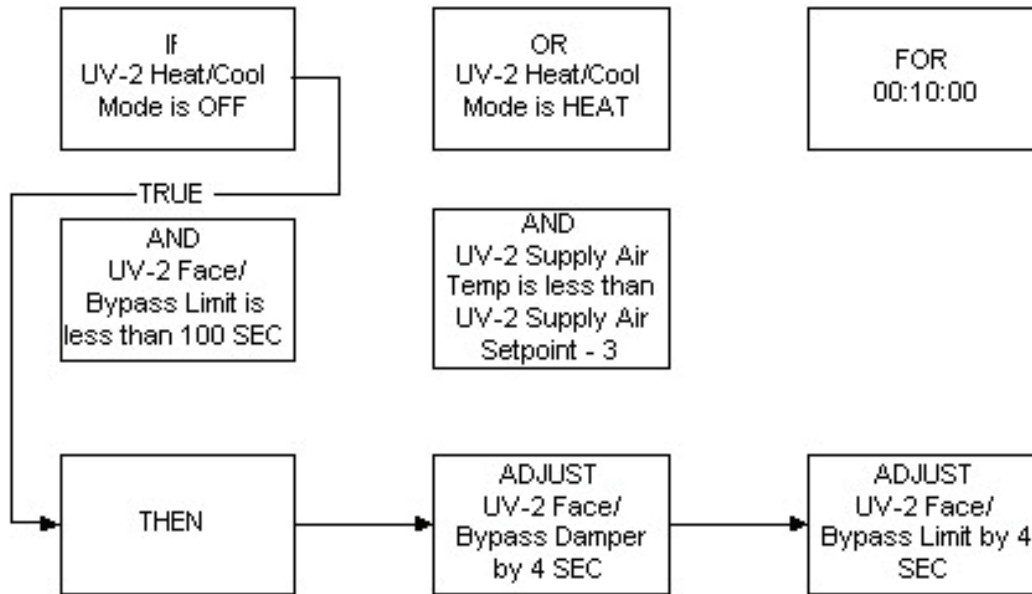 IF
UV-2 Heat/Cool
Mode is OFF
OR
UV-2 Heat/Cool
Mode is HEAT
FOR
00:10:00
TRUE
AND
UV-2 Face/
Bypass Limit is
less than 100 SEC
AND
UV-2 Supply Air
Temp is less than
UV-2 Supply Air
Setpoint - 3
THEN
ADJUST
UV-2 Face/
Bypass Damper
by 4 SEC
ADJUST
UV-2 Face/
Bypass Limit by 4
SEC